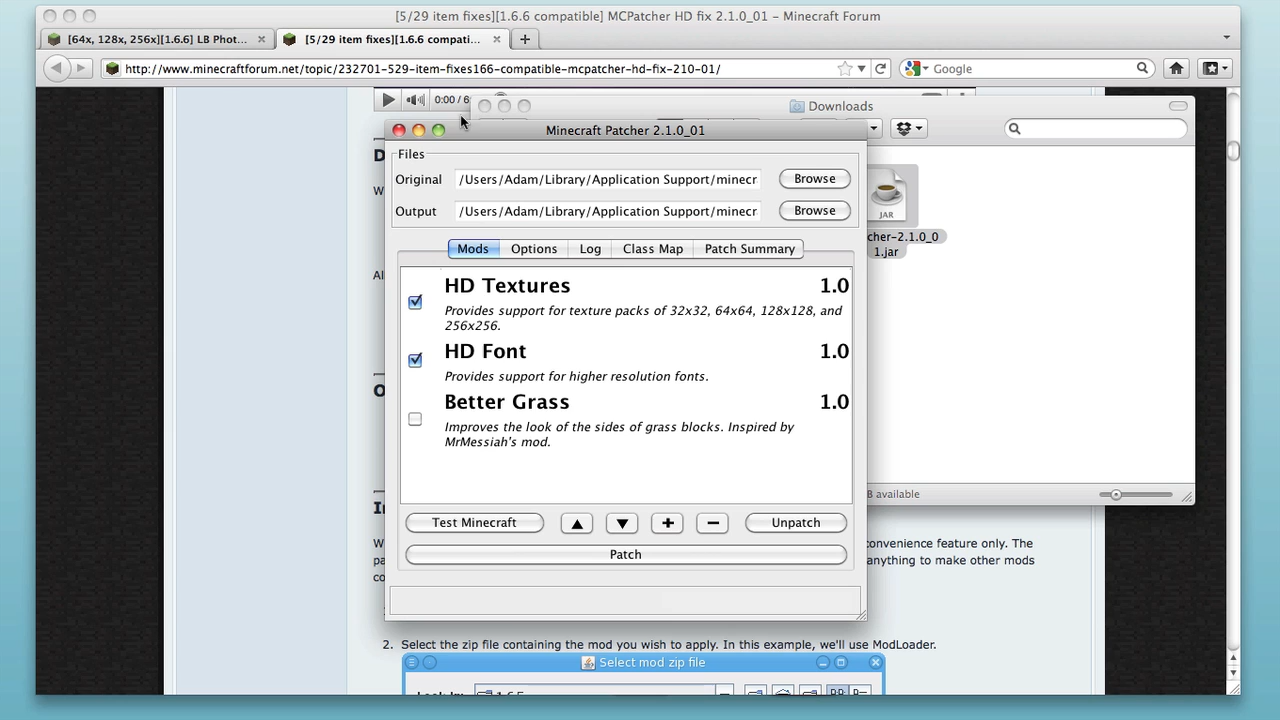 [5/29 item fixes][1.6.6 compatible] MCPatcher HD fix 2.1.0_01 – Minecraft Forum
[64x, 128x, 256x][1.6.6] LB Phot...
[5/29 item fixes][1.6.6 compati...
http://www.minecraftforum.net/topic/232701-529-item-fixes166-compatible-mcpatcher-hd-fix-210-01/
Google
0:00 / 6
Downloads
Minecraft Patcher 2.1.0_01
Files
Original /Users/Adam/Library/Application Support/minecr Browse
Output /Users/Adam/Library/Application Support/minecr Browse
JAR
cher-2.1.0_0
1.jar
Mods Options Log Class Map Patch Summary
HD Textures 1.0
Provides support for texture packs of 32x32, 64x64, 128x128, and
256x256.
HD Font 1.0
Provides support for higher resolution fonts.
Better Grass 1.0
Improves the look of the sides of grass blocks. Inspired by
MrMessiah's mod.
B available
Test Minecraft Unpatch
Patch
convenience feature only. The
anything to make other mods
2. Select the zip file containing the mod you wish to apply. In this example, we'll use ModLoader.
Select mod zip file